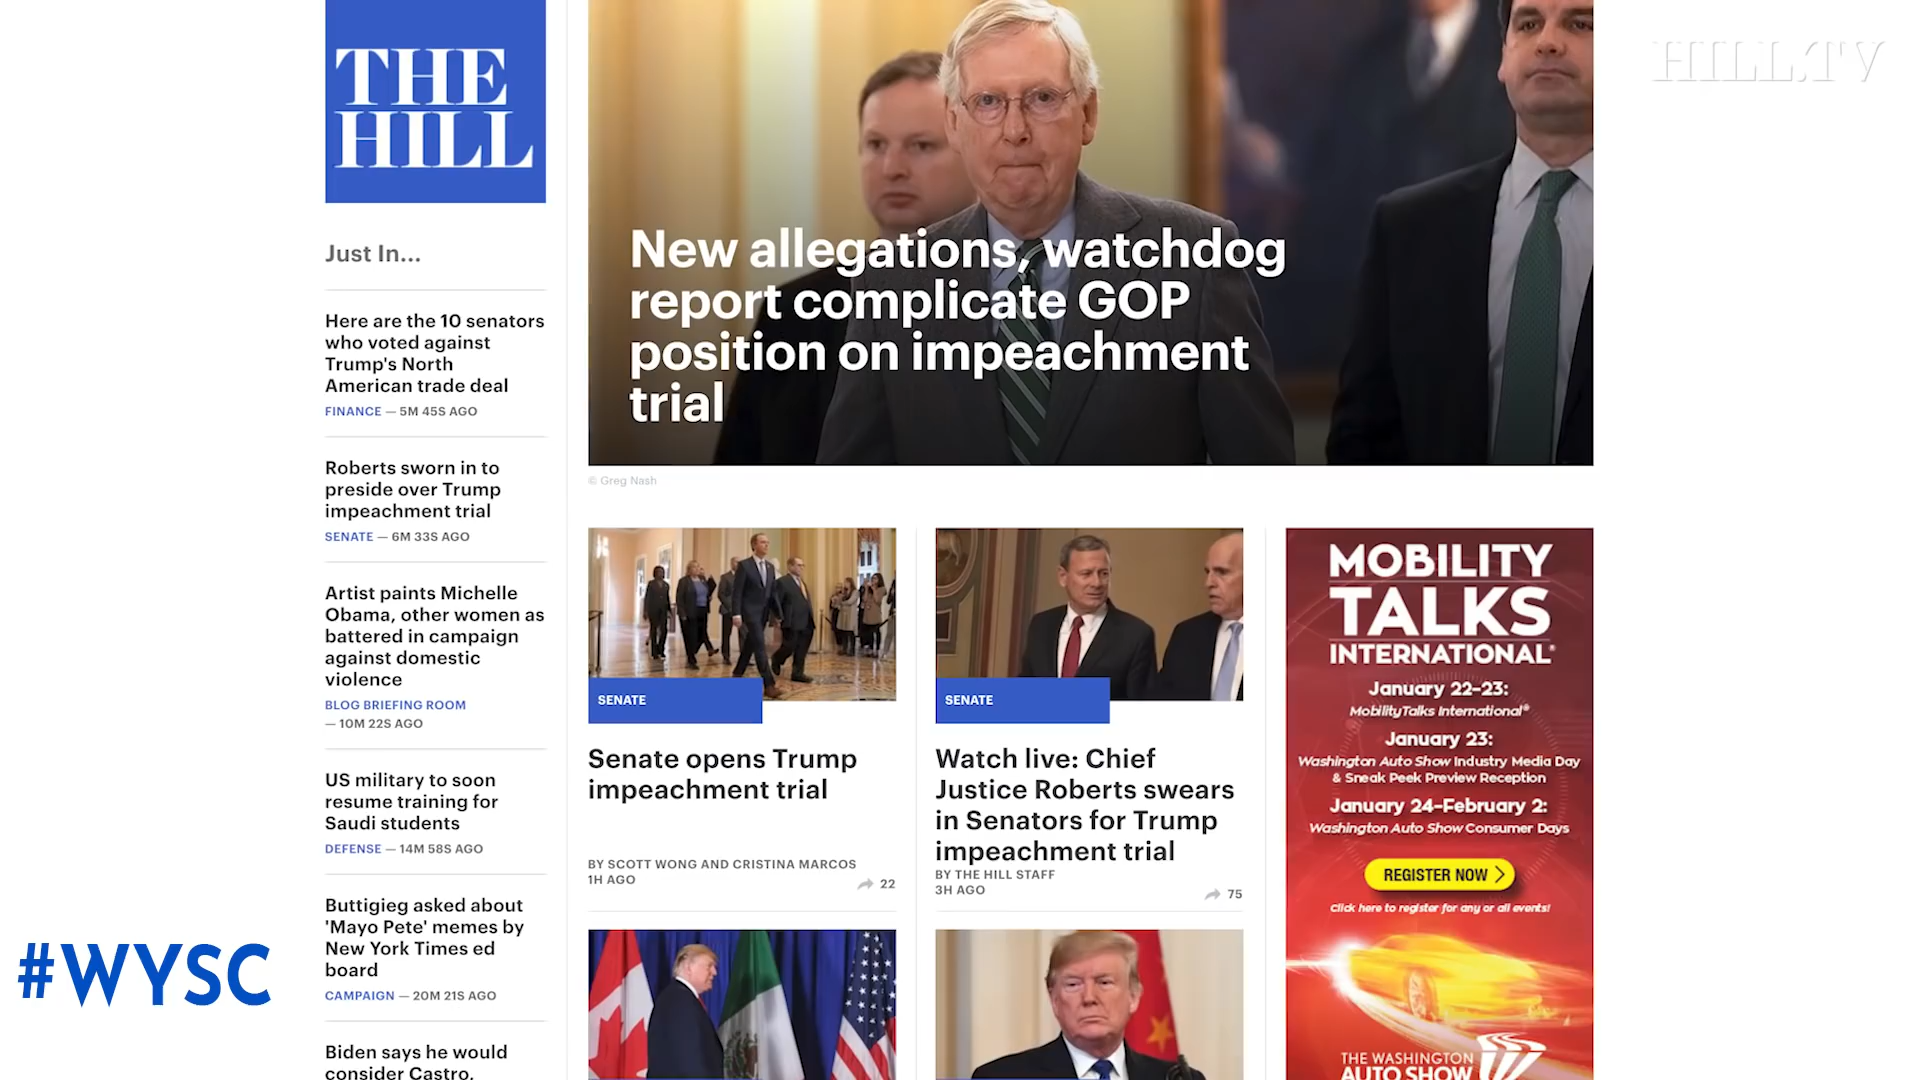 THE
HILL
HILL.TV
Just In...
Here are the 10 senators
who voted against
Trump's North
American trade deal
FINANCE — 5M 45S AGO
Roberts sworn in to
preside over Trump
impeachment trial
SENATE — 6M 33S AGO
Artist paints Michelle
Obama, other women as
battered in campaign
against domestic
violence
BLOG BRIEFING ROOM
— 10M 22S AGO
US military to soon
resume training for
Saudi students
DEFENSE — 14M 58S AGO
Buttigieg asked about
'Mayo Pete' memes by
New York Times ed
board
CAMPAIGN — 20M 21S AGO
Biden says he would
consider Castro,
#WYSC
New allegations, watchdog
report complicate GOP
position on impeachment
trial
© Greg Nash
SENATE
Senate opens Trump
impeachment trial
BY SCOTT WONG AND CRISTINA MARCOS
1H AGO
22
SENATE
Watch live: Chief
Justice Roberts swears
in Senators for Trump
impeachment trial
BY THE HILL STAFF
3H AGO
75
MOBILITY
TALKS
INTERNATIONAL®
January 22–23:
MobilityTalks International®
January 23:
Washington Auto Show Industry Media Day
& Sneak Peek Preview Reception
January 24–February 2:
Washington Auto Show Consumer Days
REGISTER NOW
Click here to register for any or all events!
THE WASHINGTON
AUTO SHOW